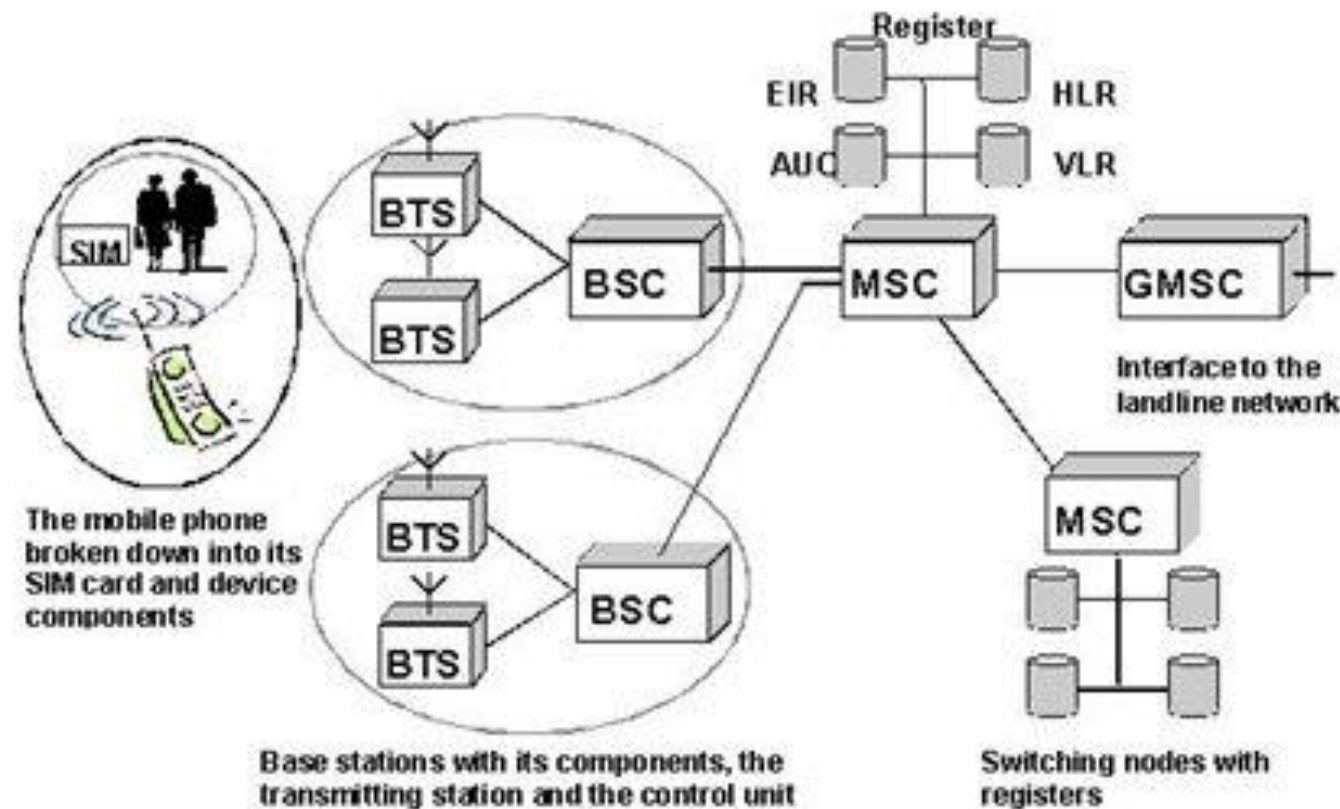 Register
EIR
HLR
AUC
VLR
SIM
BTS
BTS
BSC
MSC
GMSC
Interface to the
landline network
BTS
BTS
BSC
MSC
The mobile phone
broken down into its
SIM card and device
components
Base stations with its components, the
transmitting station and the control unit
Switching nodes with
registers